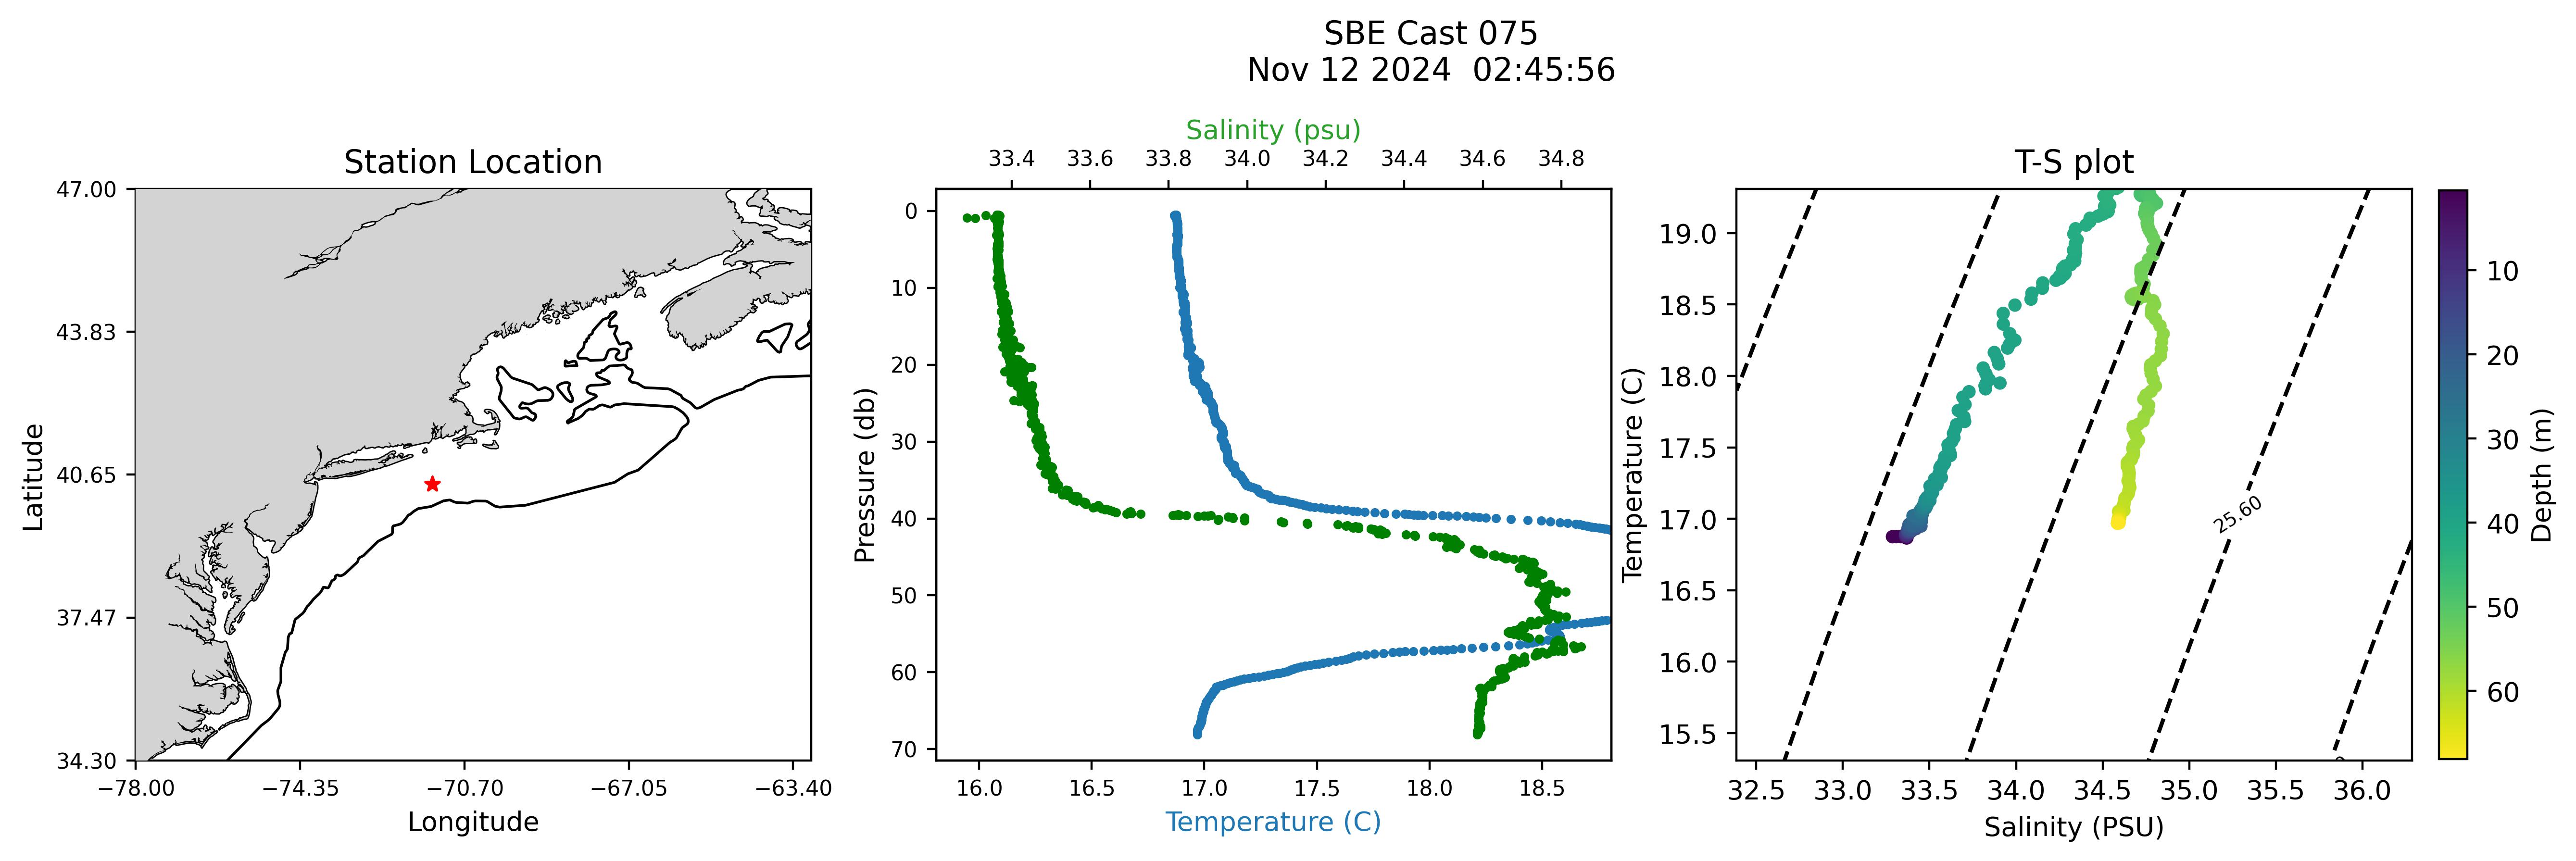 SBE Cast 075
Nov 12 2024  02:45:56
Station Location
47.00
43.83
40.65
37.47
34.30
Latitude
−78.00 −74.35 −70.70 −67.05 −63.40
Longitude
Salinity (psu)
33.4 33.6 33.8 34.0 34.2 34.4 34.6 34.8
0
10
20
30
40
50
60
70
Pressure (db)
16.0 16.5 17.0 17.5 18.0 18.5
Temperature (C)
T-S plot
19.0
18.5
18.0
17.5
17.0
16.5
16.0
15.5
Temperature (C)
25.60
32.5 33.0 33.5 34.0 34.5 35.0 35.5 36.0
Salinity (PSU)
10
20
30
40
50
60
Depth (m)